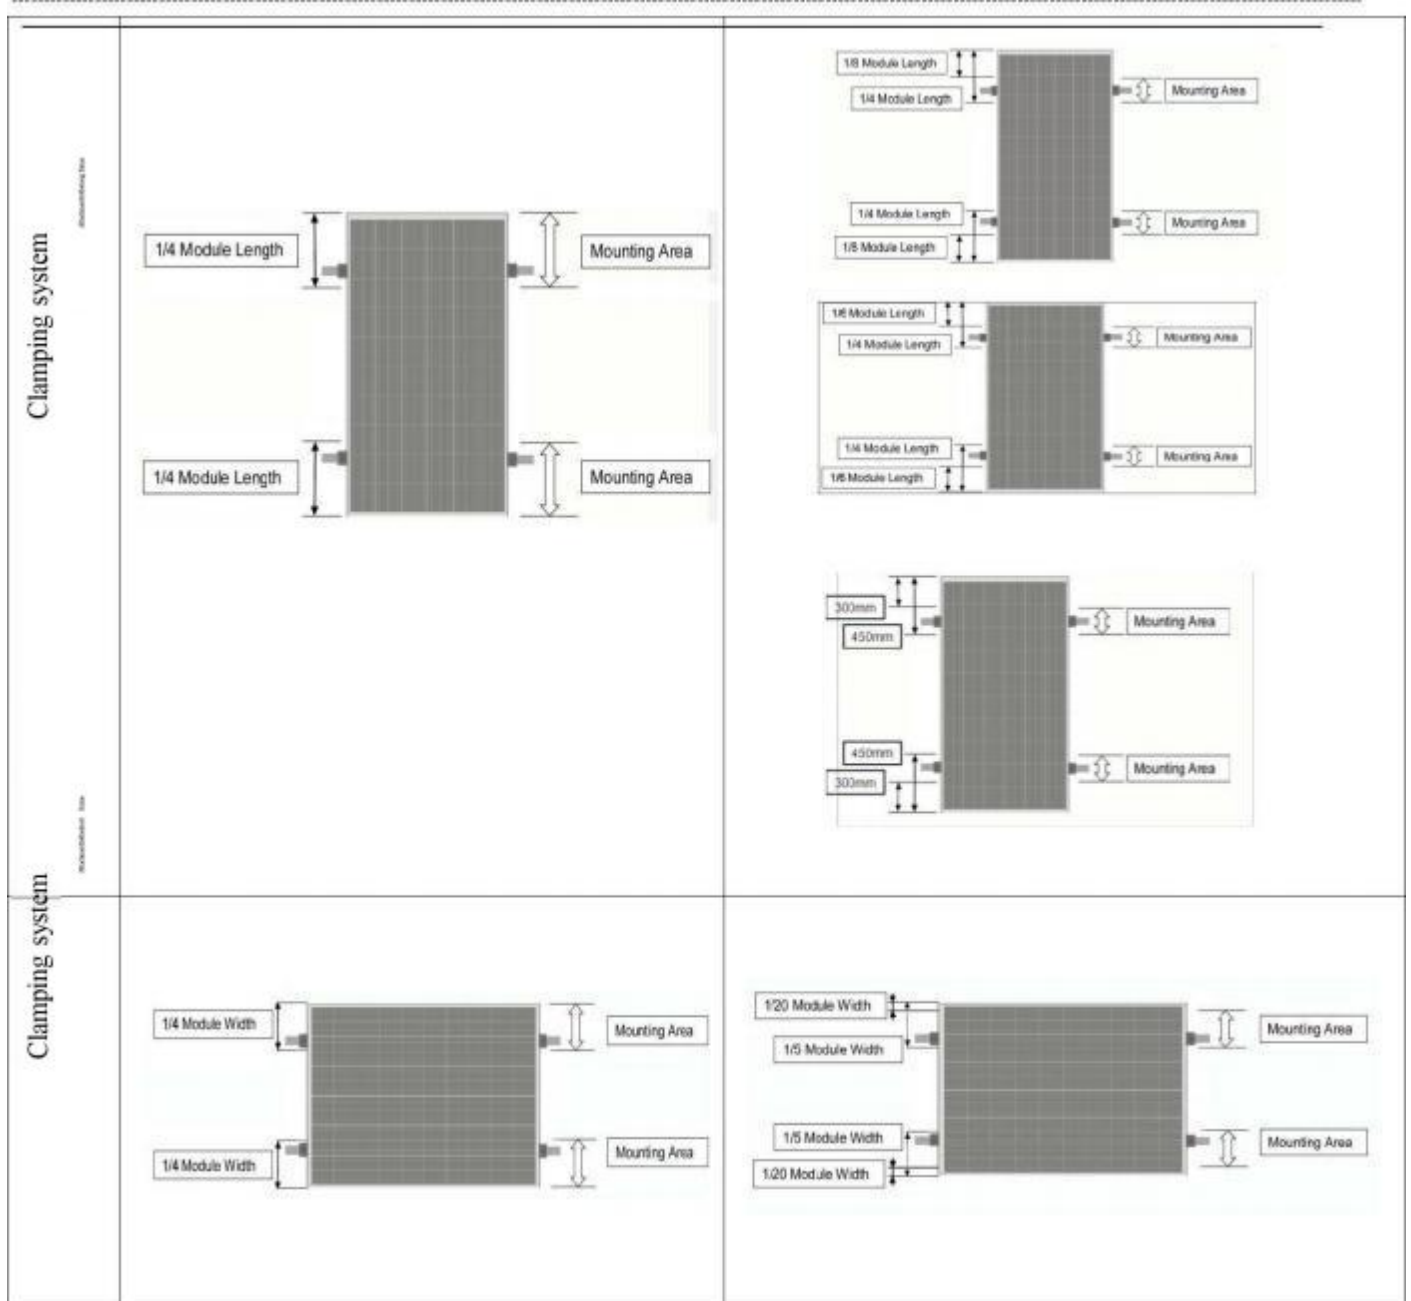 Clamping system
1/4 Module Length
Mounting Area
1/4 Module Length
Mounting Area
1/8 Module Length
1/4 Module Length
Mounting Area
1/4 Module Length
1/8 Module Length
Mounting Area
1/6 Module Length
1/4 Module Length
Mounting Area
1/4 Module Length
1/6 Module Length
Mounting Area
300mm
450mm
Mounting Area
450mm
300mm
Mounting Area
Clamping system
1/4 Module Width
Mounting Area
1/4 Module Width
Mounting Area
1/20 Module Width
1/5 Module Width
Mounting Area
1/5 Module Width
1/20 Module Width
Mounting Area